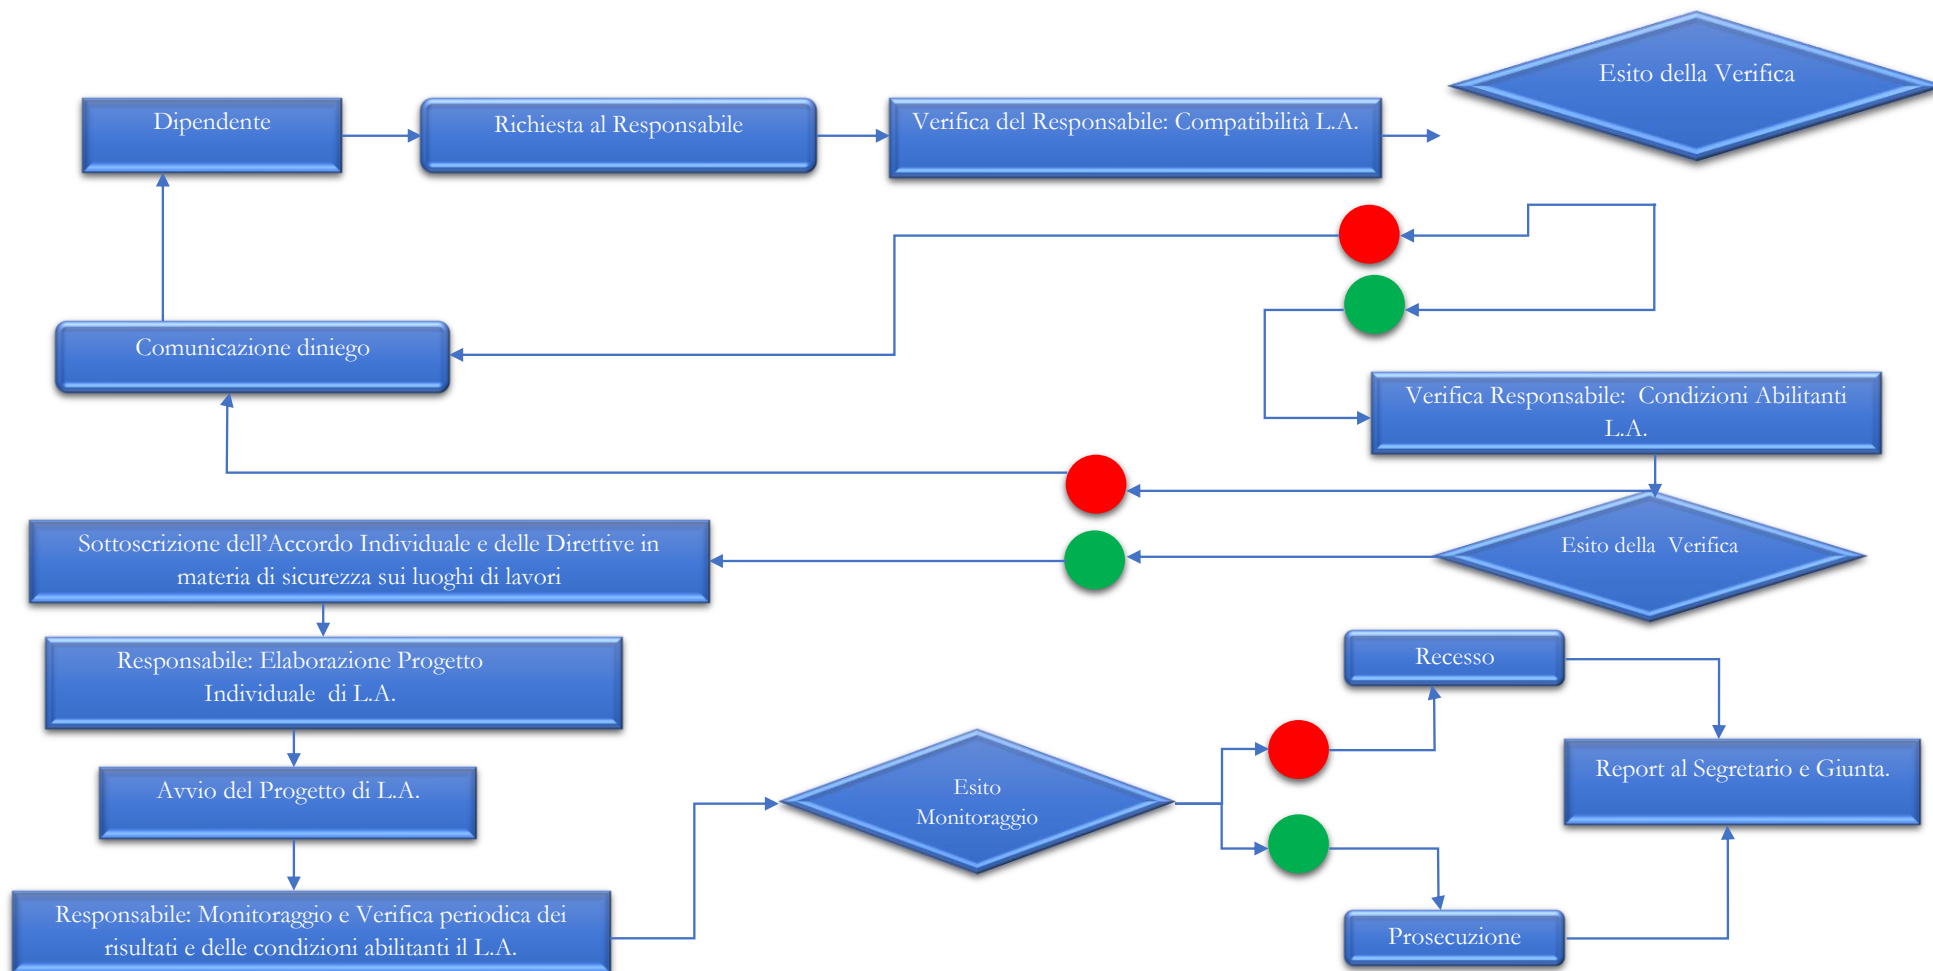 Esito della Verifica
Dipendente
Richiesta al Responsabile
Verifica del Responsabile: Compatibilità L.A.
Comunicazione diniego
Verifica Responsabile:  Condizioni Abilitanti
L.A.
Sottoscrizione dell’Accordo Individuale e delle Direttive in
materia di sicurezza sui luoghi di lavori
Esito della  Verifica
Responsabile: Elaborazione Progetto
Individuale  di L.A.
Recesso
Avvio del Progetto di L.A.
Esito
Monitoraggio
Report al Segretario e Giunta.
Responsabile: Monitoraggio e Verifica periodica dei
risultati e delle condizioni abilitanti il L.A.
Prosecuzione